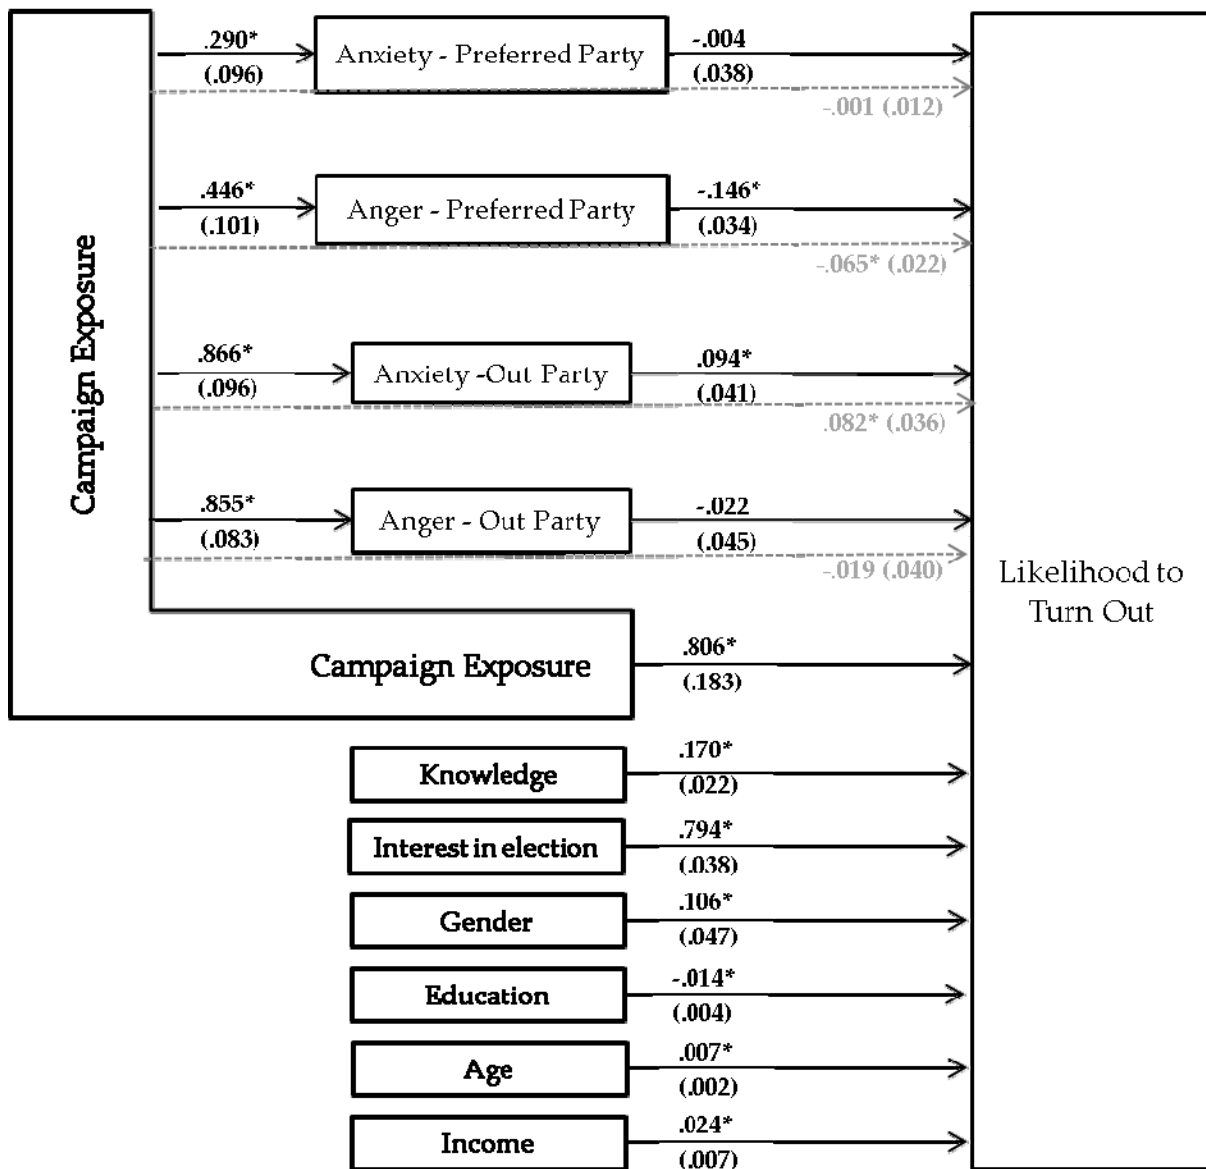 Campaign Exposure
.290*
(.096)
Anxiety - Preferred Party
-.004
(.038)
-.001 (.012)
.446*
(.101)
Anger - Preferred Party
-.146*
(.034)
-.065* (.022)
.866*
(.096)
Anxiety -Out Party
.094*
(.041)
.082* (.036)
.855*
(.083)
Anger - Out Party
-.022
(.045)
-.019 (.040)
Likelihood to
Turn Out
Campaign Exposure
.806*
(.183)
Knowledge
.170*
(.022)
Interest in election
.794*
(.038)
Gender
.106*
(.047)
Education
-.014*
(.004)
Age
.007*
(.002)
Income
.024*
(.007)